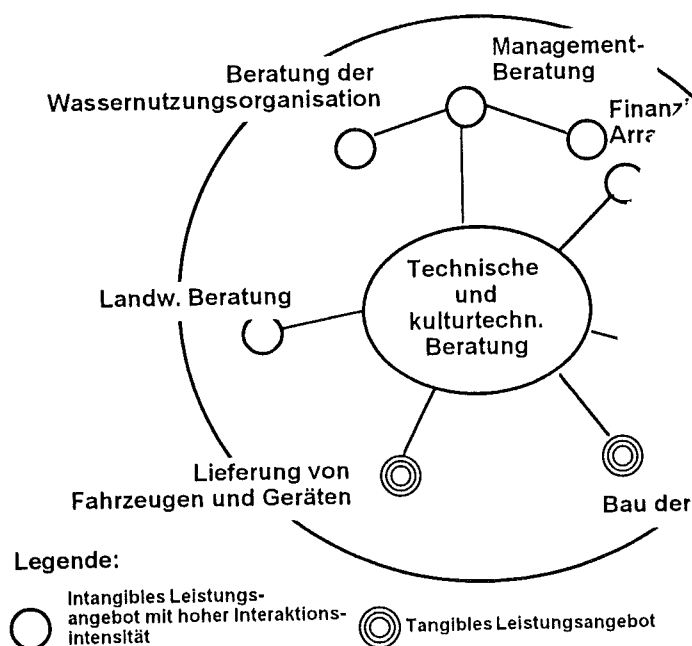 Management-
Beratung
Beratung der
Wassernutzungsorganisation
Landw. Beratung
Technische
und
kulturtechn.
Beratung
Lieferung von
Fahrzeugen und Geräten
Bau der
Legende:
Intangibles Leistungs-
angebot mit hoher Interaktions-
intensität
Tangibles Leistungsangebot